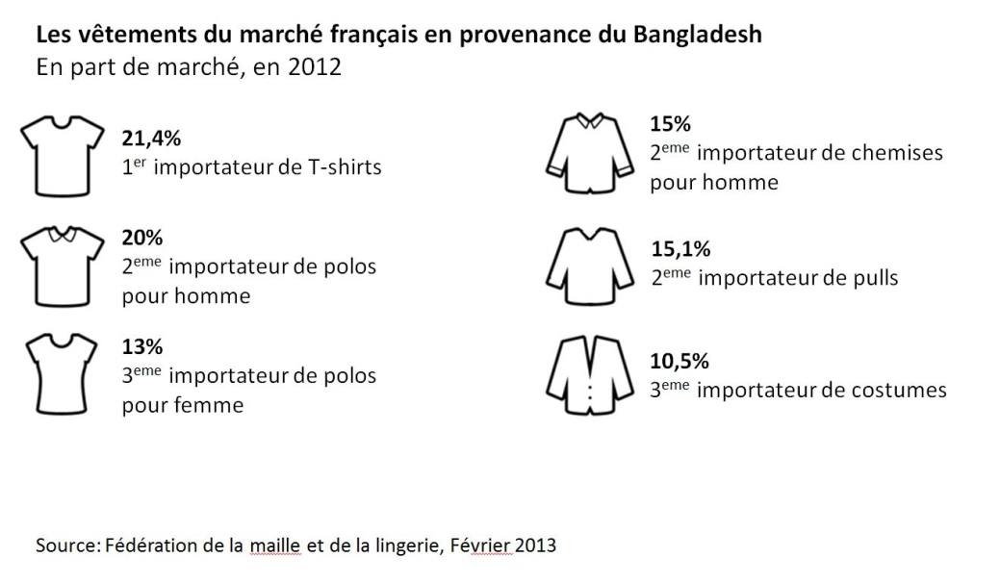 Les vêtements du marché français en provenance du Bangladesh
En part de marché, en 2012
21,4%
1er importateur de T-shirts
20%
2eme importateur de polos
pour homme
13%
3eme importateur de polos
pour femme
15%
2eme importateur de chemises
pour homme
15,1%
2eme importateur de pulls
10,5%
3eme importateur de costumes
Source: Fédération de la maille et de la lingerie, Février 2013